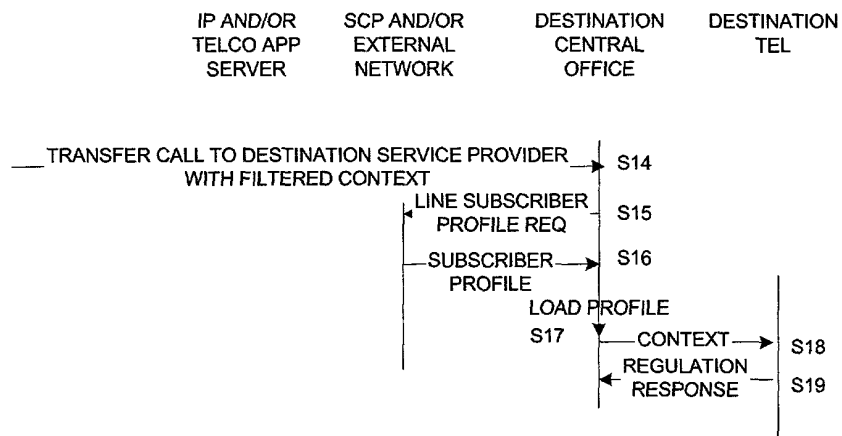 IP AND/OR
TELCO APP
SERVER
SCP AND/OR
EXTERNAL
NETWORK
DESTINATION
CENTRAL
OFFICE
DESTINATION
TEL
TRANSFER CALL TO DESTINATION SERVICE PROVIDER
WITH FILTERED CONTEXT
S14
LINE SUBSCRIBER
PROFILE REQ
S15
SUBSCRIBER
PROFILE
S16
LOAD PROFILE
S17
CONTEXT
S18
REGULATION
RESPONSE
S19